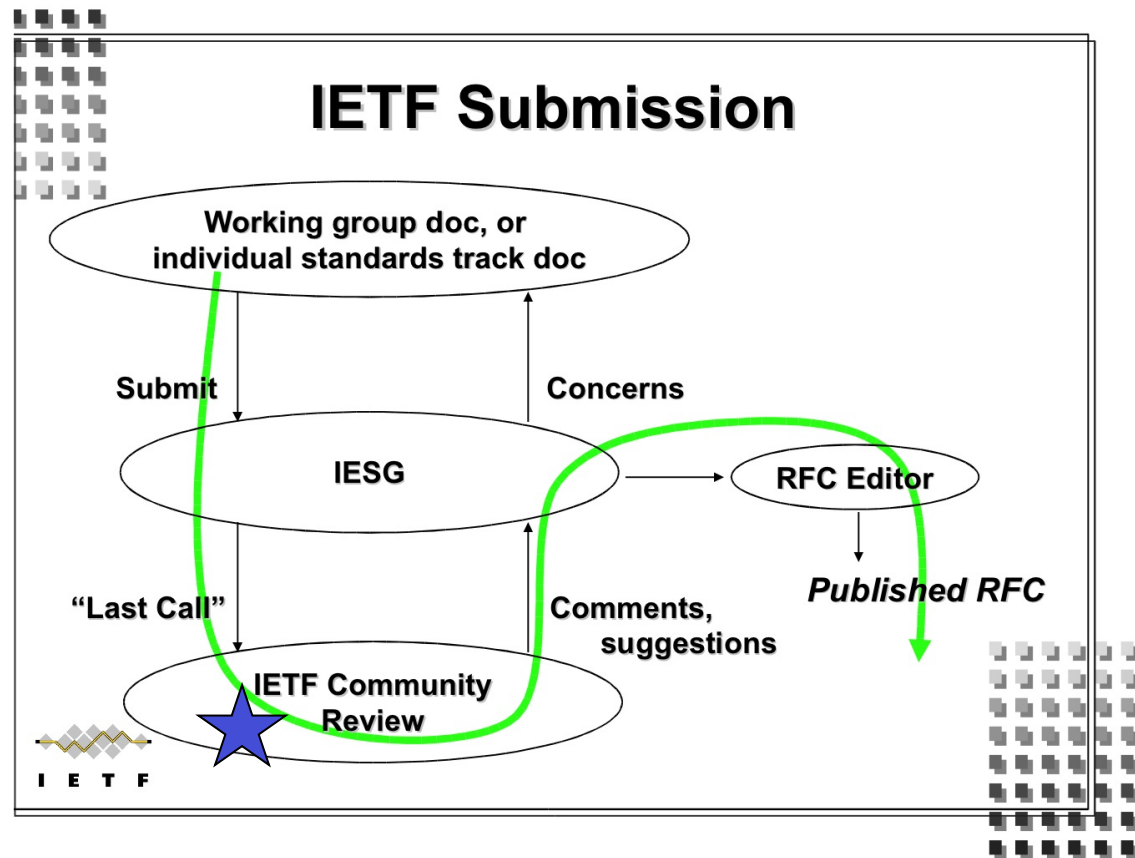 IETF Submission
Working group doc, or
individual standards track doc
Submit
Concerns
IESG
RFC Editor
Published RFC
“Last Call”
Comments,
suggestions
IETF Community
Review
I E T F